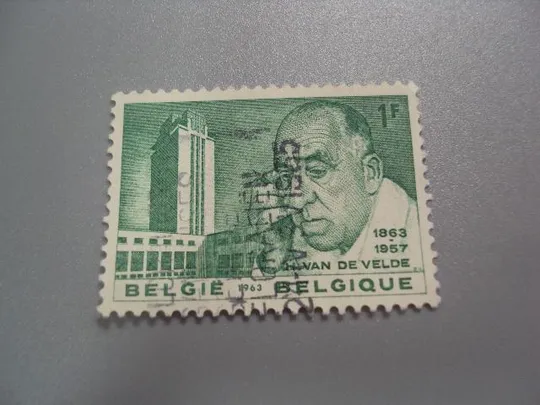 1F
1863
1957
VAN DE VELDE
BELGIË 1963 BELGIQUE